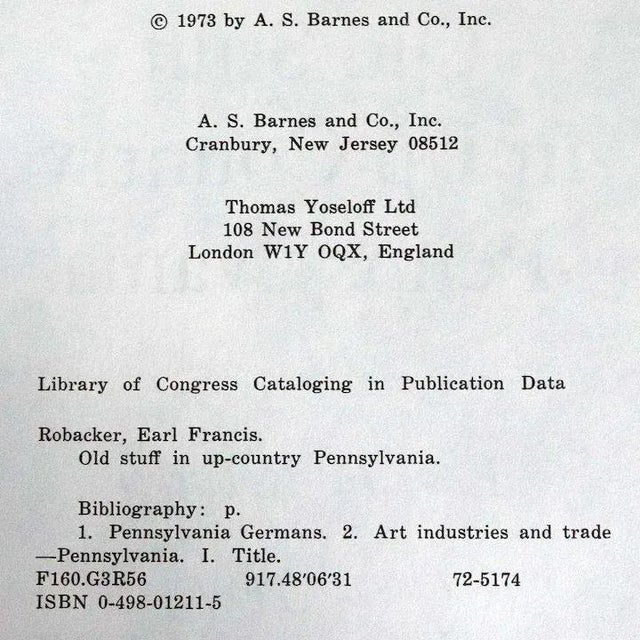 © 1973 by A. S. Barnes and Co., Inc.
A. S. Barnes and Co., Inc.
Cranbury, New Jersey 08512
Thomas Yoseloff Ltd
108 New Bond Street
London W1Y OQX, England
Library of Congress Cataloging in Publication Data
Robacker, Earl Francis.
Old stuff in up-country Pennsylvania.
Bibliography: p.
1. Pennsylvania Germans. 2. Art industries and trade
—Pennsylvania. I. Title.
F160.G3R56 917.48'06'31 72-5174
ISBN 0-498-01211-5